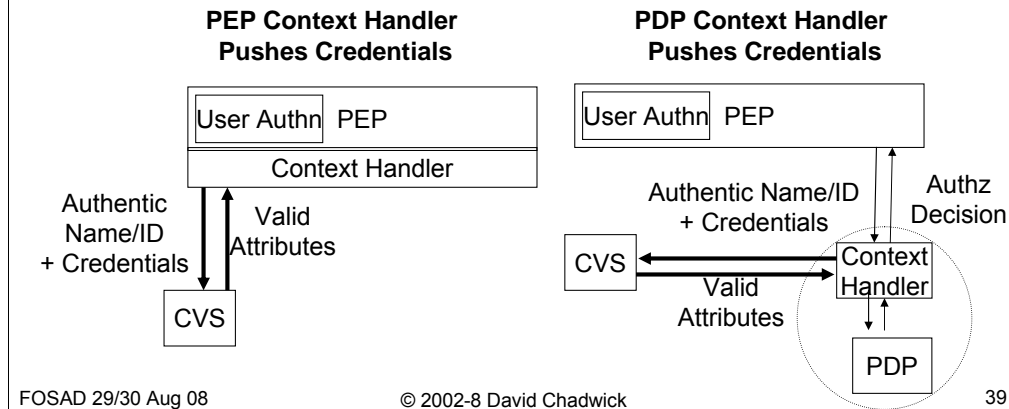 PEP Context Handler
Pushes Credentials
User Authn PEP
Context Handler
Authentic
Name/ID
+ Credentials
Valid
Attributes
CVS
PDP Context Handler
Pushes Credentials
User Authn PEP
Authentic Name/ID
+ Credentials
Authz
Decision
CVS
Valid
Attributes
Context
Handler
PDP
FOSAD 29/30 Aug 08
© 2002-8 David Chadwick
39